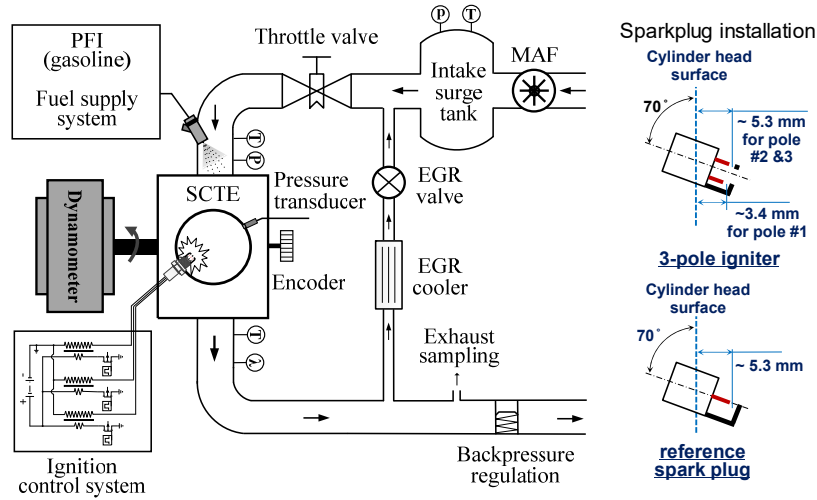 PFI
(gasoline)
Fuel supply
system
Throttle valve
P
T
Intake
surge
tank
MAF
T
P
SCTE
Pressure
transducer
EGR
valve
Dynamometer
Encoder
EGR
cooler
T
λ
Exhaust
sampling
- +
Ignition
control system
Backpressure
regulation
Sparkplug installation
Cylinder head
surface
70°
~ 5.3 mm
for pole
#2 &3
~3.4 mm
for pole #1
3-pole igniter
Cylinder head
surface
70°
~ 5.3 mm
reference
spark plug